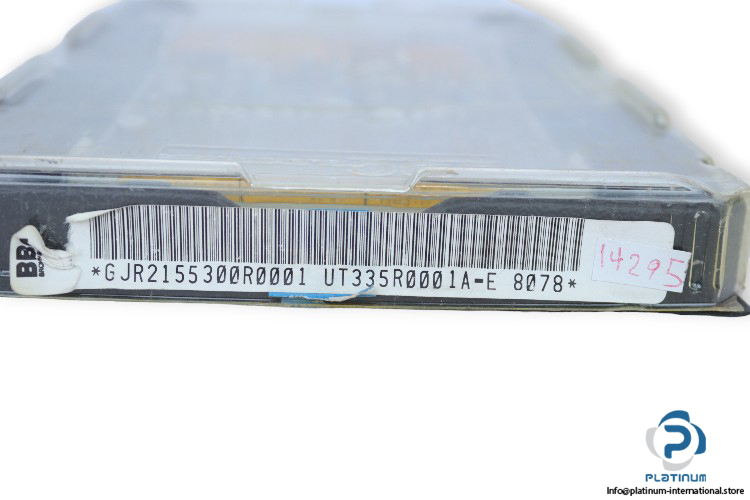 BB
*GJR2155300R0001 UT335R0001A-E 8078*
14295
PLATINUM
Info@platinum-international.store